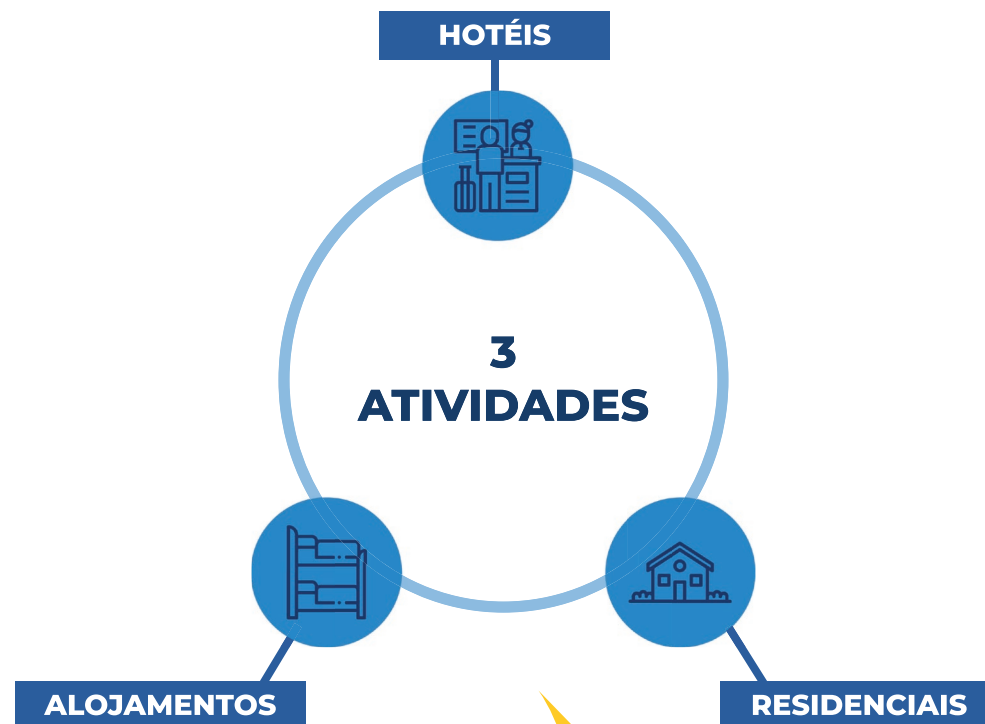 HOTÉIS
3
ATIVIDADES
ALOJAMENTOS
RESIDENCIAIS